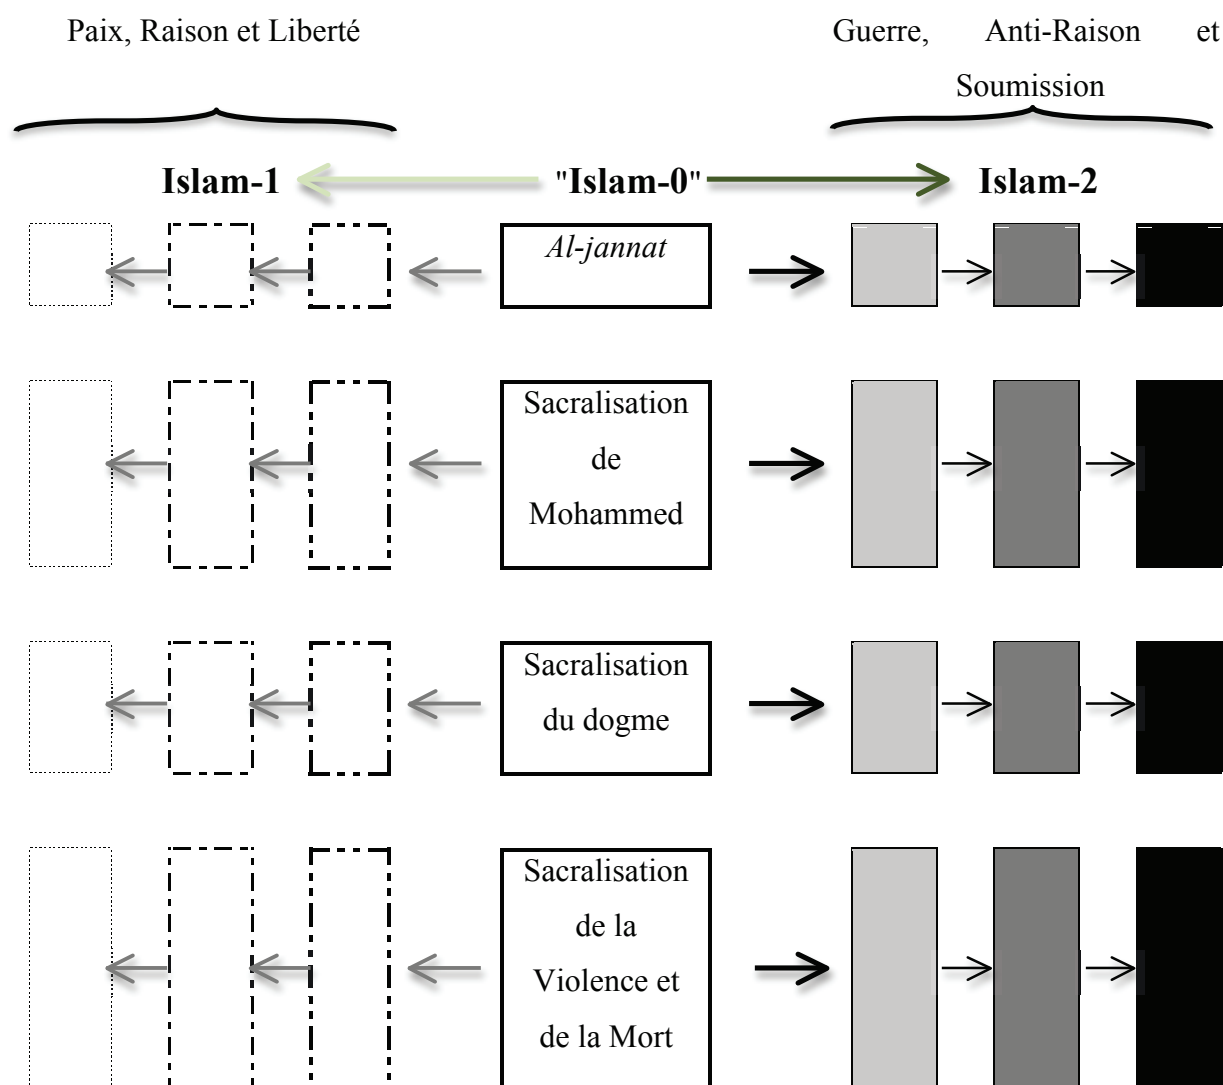 Paix, Raison et Liberté
Guerre, Anti-Raison et
Soumission
Islam-1 "Islam-0" Islam-2
Al-jannat
Sacralisation
de
Mohammed
Sacralisation
du dogme
Sacralisation
de la
Violence et
de la Mort